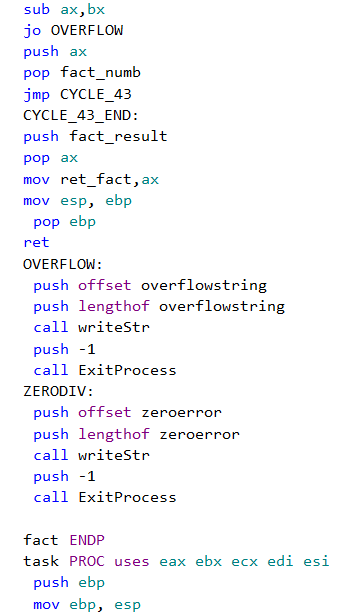 sub ax,bx
jo OVERFLOW
push ax
pop fact_numb
jmp CYCLE_43
CYCLE_43_END:
push fact_result
pop ax
mov ret_fact,ax
mov esp, ebp
pop ebp
ret
OVERFLOW:
push offset overflowstring
push lengthof overflowstring
call writeStr
push -1
call ExitProcess
ZERODIV:
push offset zeroerror
push lengthof zeroerror
call writeStr
push -1
call ExitProcess
fact ENDP
task PROC uses eax ebx ecx edi esi
push ebp
mov ebp, esp